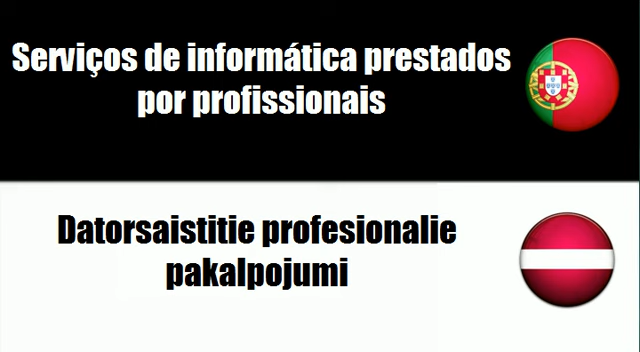 Serviços de informática prestados
por profissionais
Datorsaistitie profesionalie
pakalpojumi